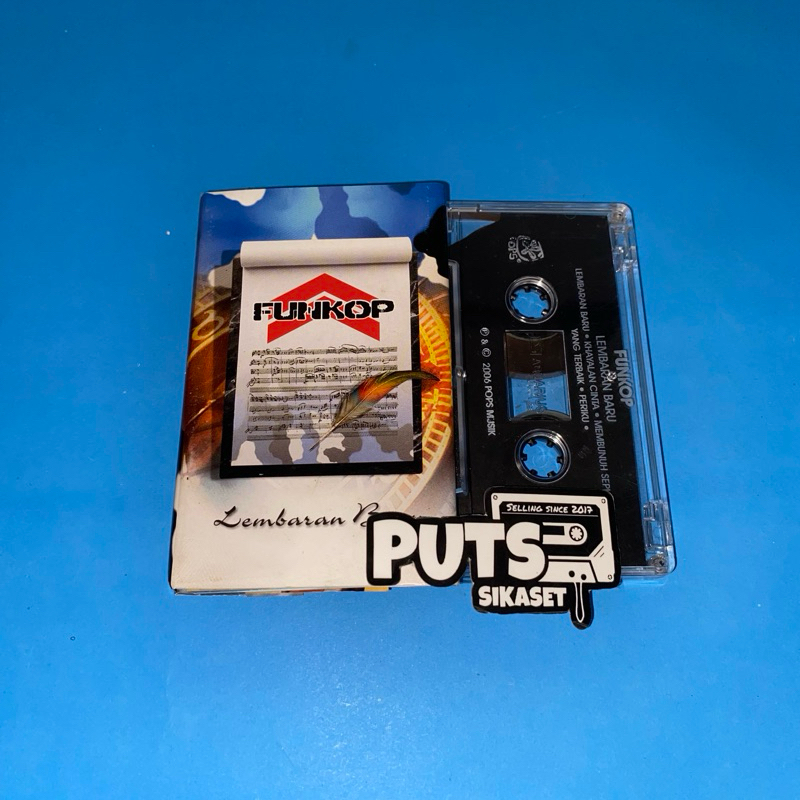 FUNKOP
Lembaran
POPS
FUNKOP
LEMBARAN BARU
LEMBARAN BARU • KHAYALAN CINTA • MEMBUNUH SEPI
YANG TERBAIK • PERIKU •
℗ & © 2006 POPS MUSIK
SELLING SINCE 2017
PUTS
SIKASET